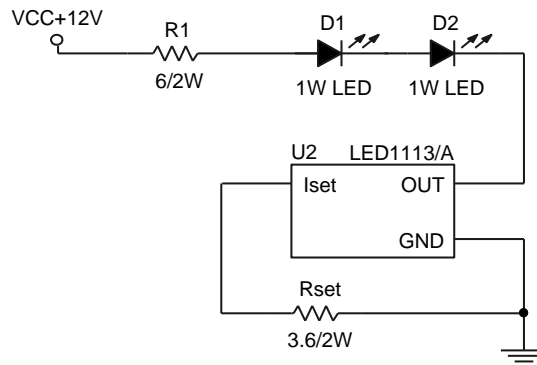 VCC+12V
R1
D1
D2
6/2W
1W LED
1W LED
U2
LED1113/A
Iset
OUT
GND
Rset
3.6/2W